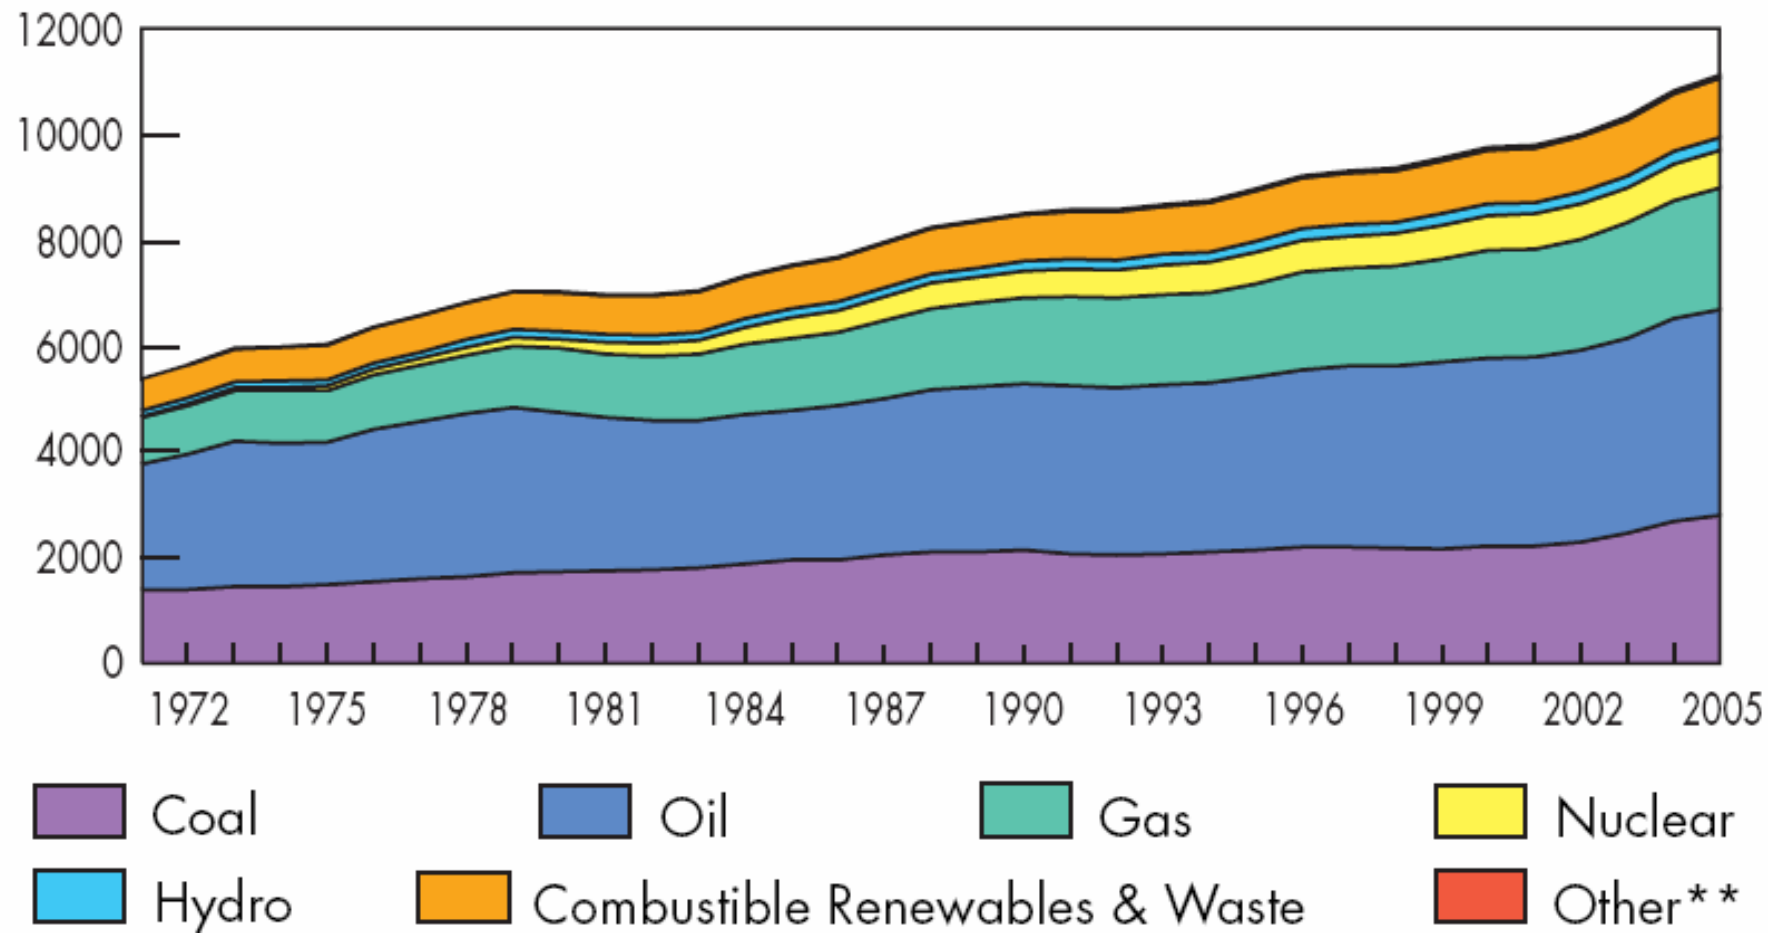 12000
10000
8000
6000
4000
2000
0
1972 1975 1978 1981 1984 1987 1990 1993 1996 1999 2002 2005
Coal Oil Gas Nuclear
Hydro Combustible Renewables & Waste Other**